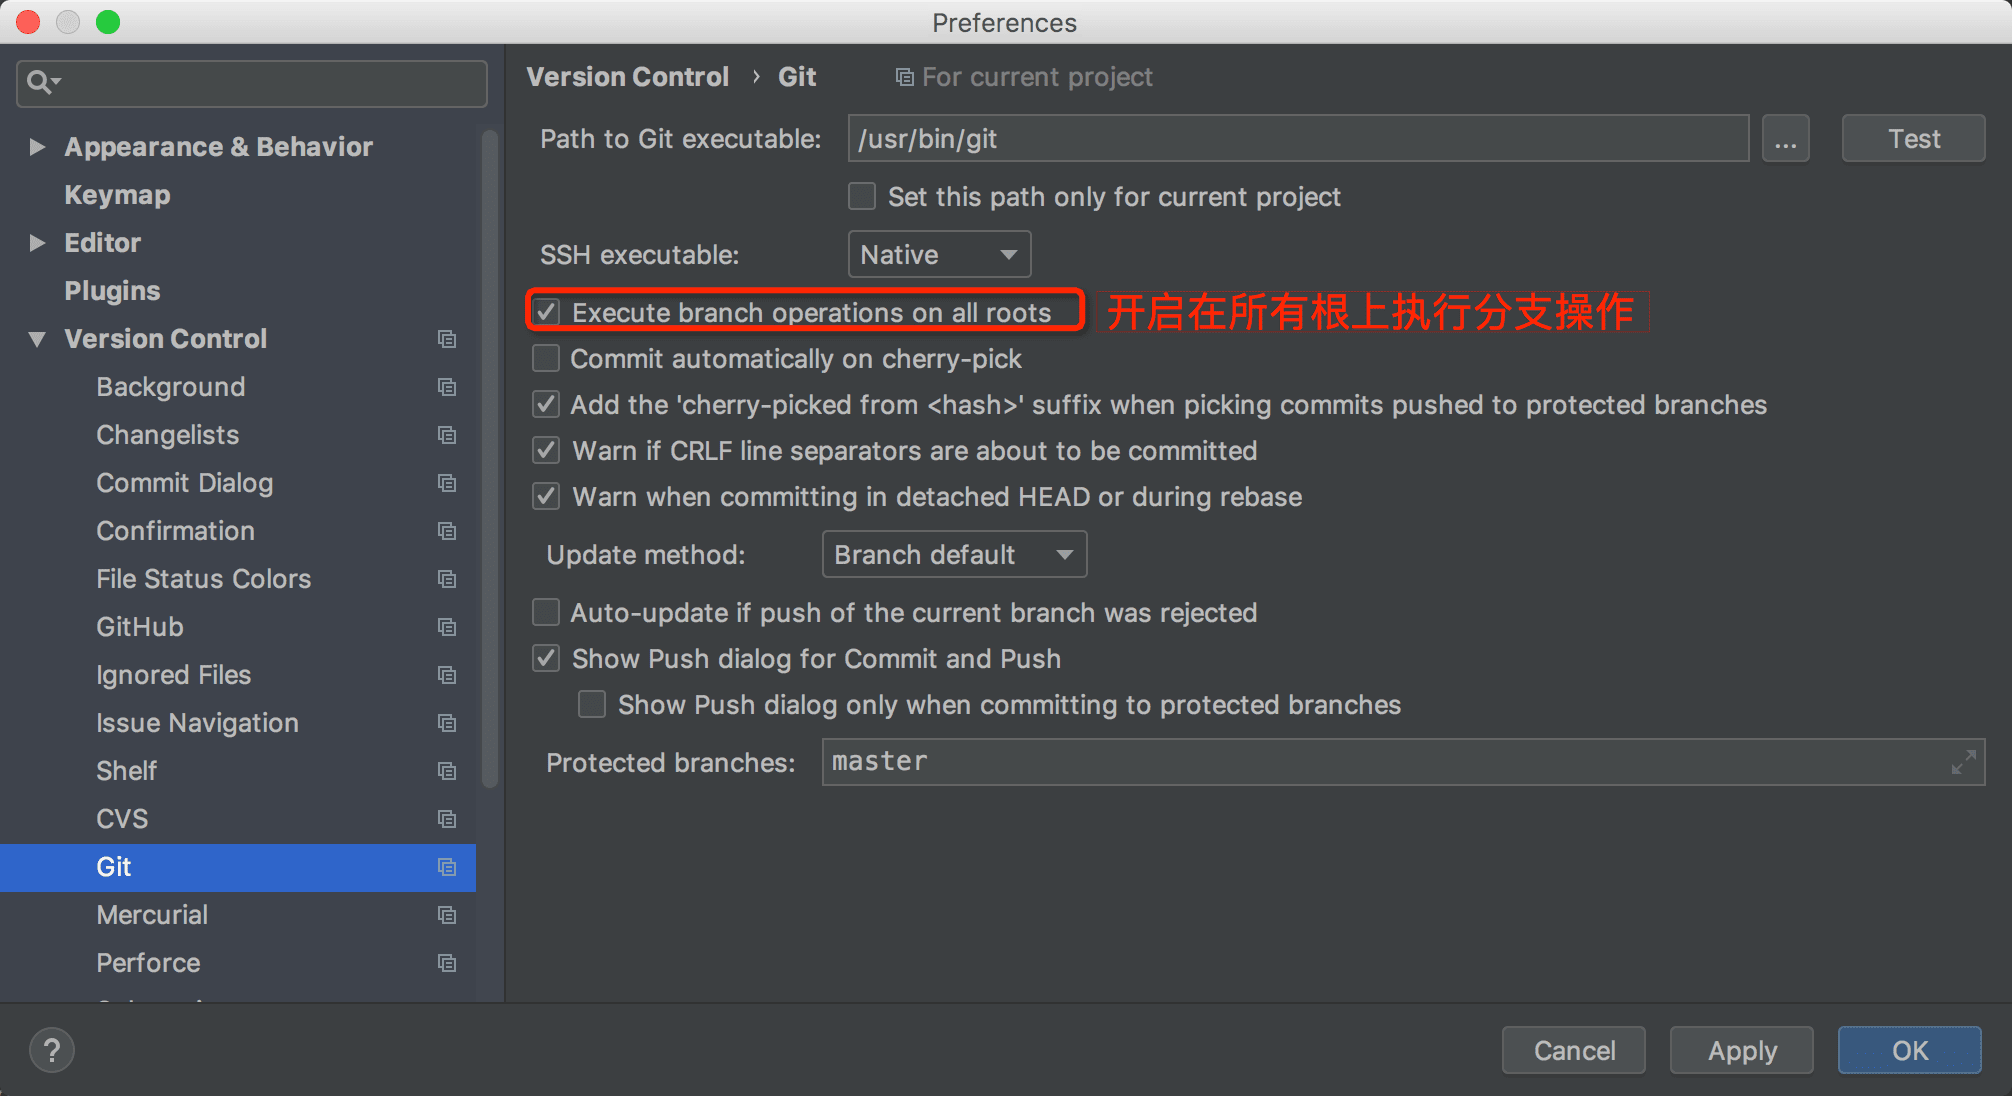 Preferences
Appearance & Behavior
Keymap
Editor
Plugins
Version Control
Background
Changelists
Commit Dialog
Confirmation
File Status Colors
GitHub
Ignored Files
Issue Navigation
Shelf
CVS
Git
Mercurial
Perforce
Version Control › Git For current project
Path to Git executable: /usr/bin/git ... Test
Set this path only for current project
SSH executable: Native
Execute branch operations on all roots 开启在所有根上执行分支操作
Commit automatically on cherry-pick
Add the 'cherry-picked from <hash>' suffix when picking commits pushed to protected branches
Warn if CRLF line separators are about to be committed
Warn when committing in detached HEAD or during rebase
Update method: Branch default
Auto-update if push of the current branch was rejected
Show Push dialog for Commit and Push
Show Push dialog only when committing to protected branches
Protected branches: master
? Cancel Apply OK